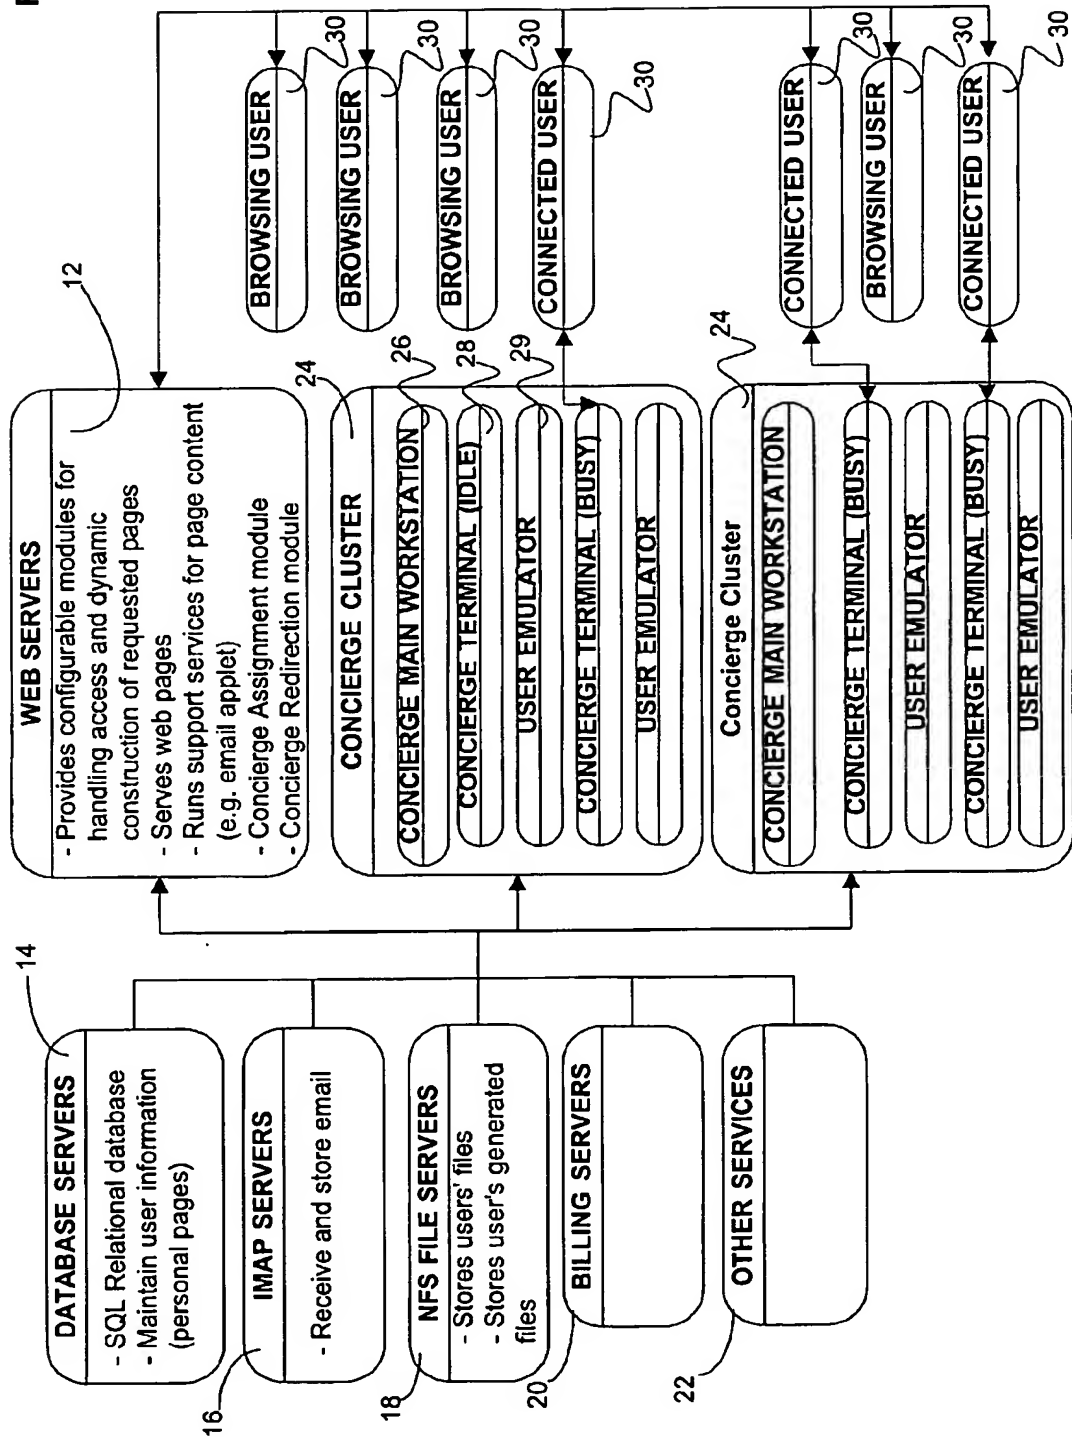 DATABASE SERVERS
14
- SQL Relational database
- Maintain user information
(personal pages)
IMAP SERVERS
16
- Receive and store email
NFS FILE SERVERS
18
- Stores users' files
- Stores user's generated
files
BILLING SERVERS
20
OTHER SERVICES
22
WEB SERVERS
12
- Provides configurable modules for
handling access and dynamic
construction of requested pages
- Serves web pages
- Runs support services for page content
(e.g. email applet)
- Concierge Assignment module
- Concierge Redirection module
CONCIERGE CLUSTER
24
CONCIERGE MAIN WORKSTATION
26
CONCIERGE TERMINAL (IDLE)
28
USER EMULATOR
29
CONCIERGE TERMINAL (BUSY)
USER EMULATOR
Concierge Cluster
24
CONCIERGE MAIN WORKSTATION
CONCIERGE TERMINAL (BUSY)
USER EMULATOR
CONCIERGE TERMINAL (BUSY)
USER EMULATOR
BROWSING USER
30
BROWSING USER
30
BROWSING USER
30
CONNECTED USER
30
CONNECTED USER
30
BROWSING USER
30
CONNECTED USER
30